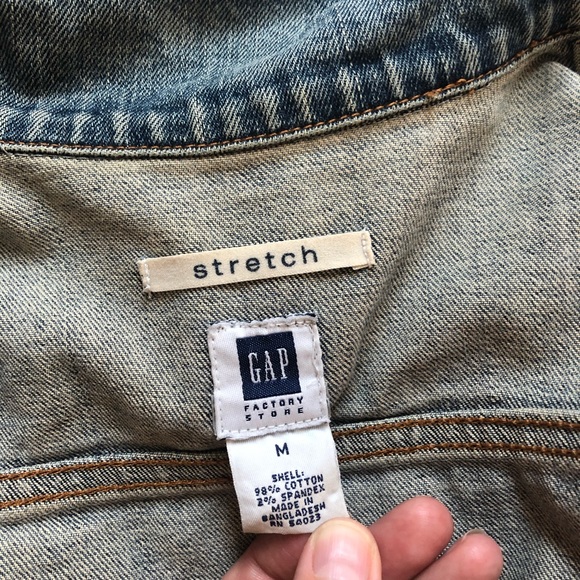 stretch
GAP
FACTORY
STORE
M
SHELL:
98% COTTON
2% SPANDEX
MADE IN
BANGLADESH
RN 54023